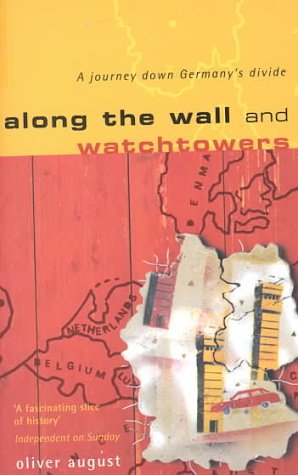 A journey down Germany's divide
along the wall and
watchtowers
DENMA
NETHERLANDS
BELGIUM
LU
'A fascinating slice
of history'
Independent on Sunday
oliver august